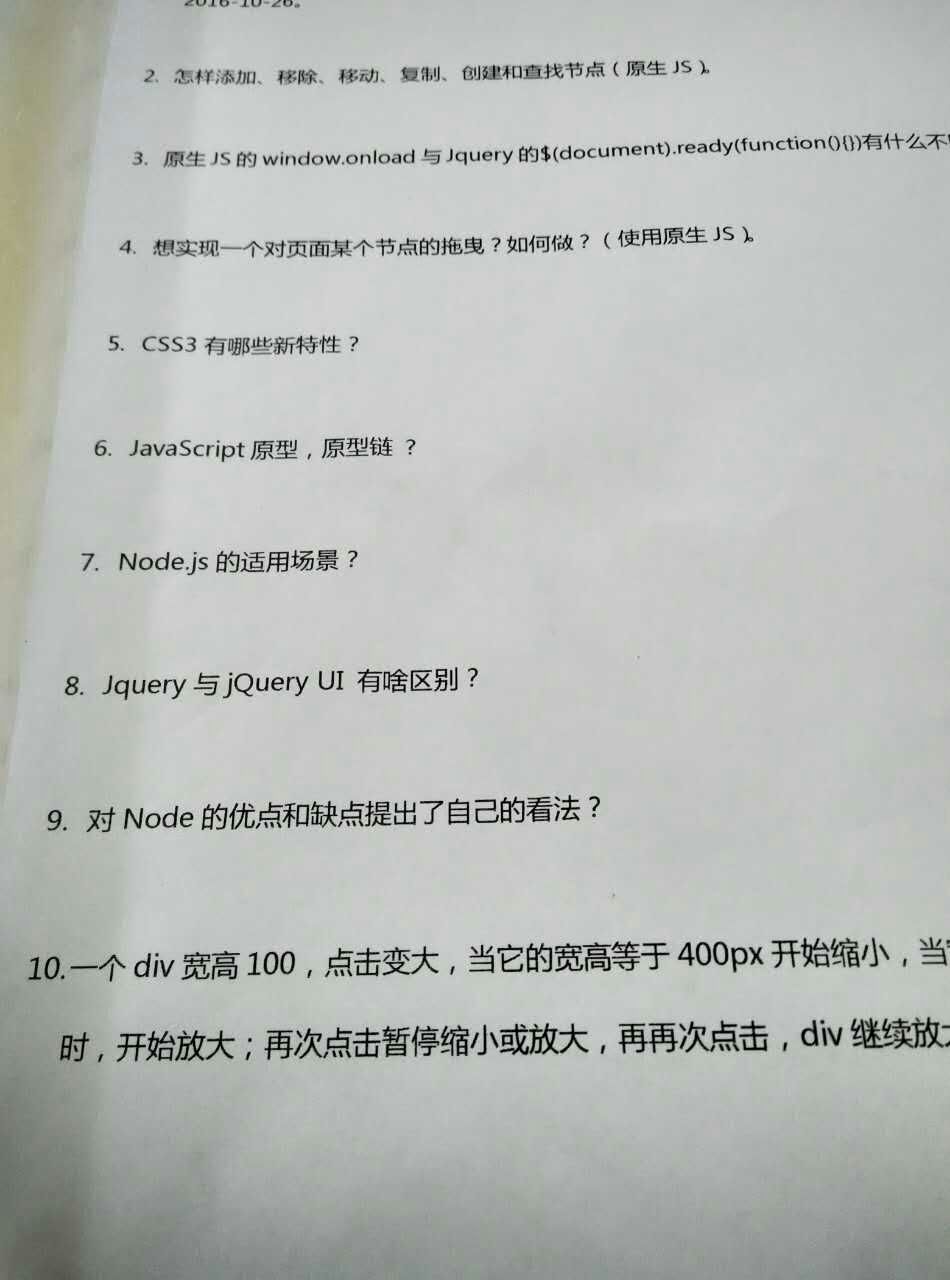 2016-10-26。
2. 怎样添加、移除、移动、复制、创建和查找节点（原生 JS）。
3. 原生 JS 的 window.onload 与 Jquery 的$(document).ready(function(){})有什么不
4. 想实现一个对页面某个节点的拖曳？如何做？（使用原生 JS）。
5. CSS3 有哪些新特性？
6. JavaScript 原型，原型链 ？
7. Node.js 的适用场景？
8. Jquery 与 jQuery UI 有啥区别？
9. 对 Node 的优点和缺点提出了自己的看法？
10.一个 div 宽高 100，点击变大，当它的宽高等于 400px 开始缩小，当
时，开始放大；再次点击暂停缩小或放大，再再次点击，div 继续放